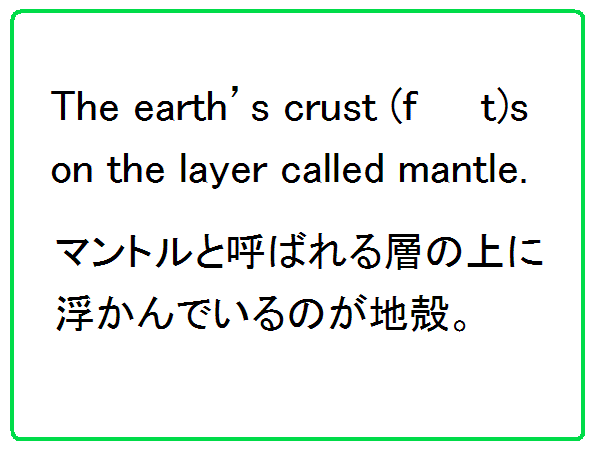 The earth’s crust (f     t)s
on the layer called mantle.
マントルと呼ばれる層の上に
浮かんでいるのが地殻。